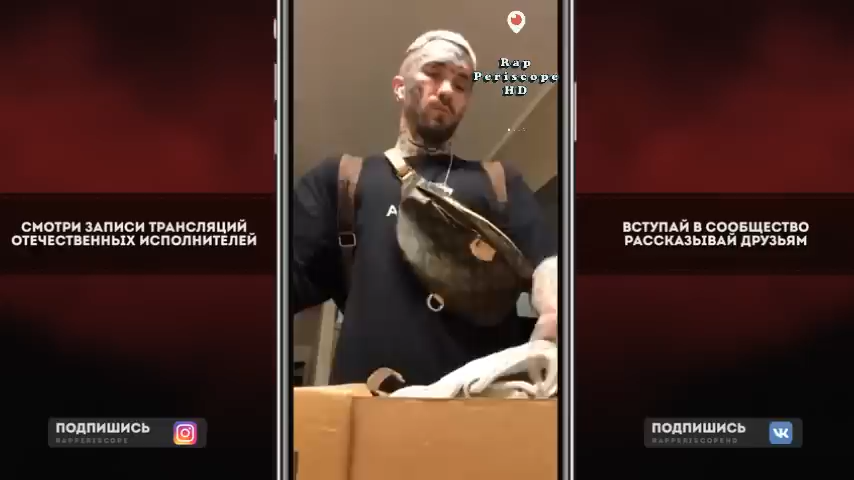 Rap
Periscope
HD
СМОТРИ ЗАПИСИ ТРАНСЛЯЦИЙ
ОТЕЧЕСТВЕННЫХ ИСПОЛНИТЕЛЕЙ
ВСТУПАЙ В СООБЩЕСТВО
РАССКАЗЫВАЙ ДРУЗЬЯМ
A
ПОДПИШИСЬ
RAPPERISCOPE
ПОДПИШИСЬ
RAPPERISCOPEHD